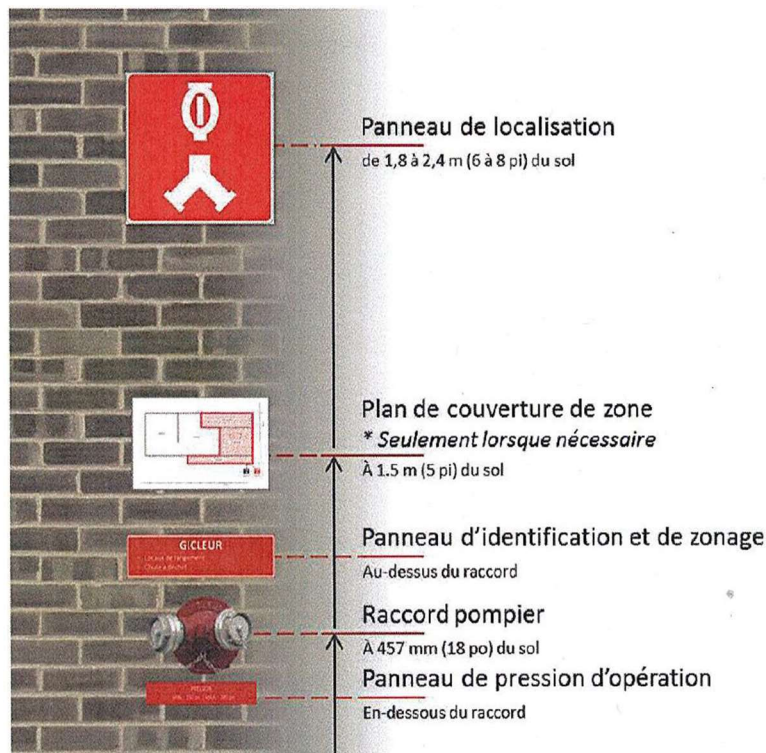 Panneau de localisation
de 1,8 à 2,4 m (6 à 8 pi) du sol
Plan de couverture de zone
* Seulement lorsque nécessaire
À 1.5 m (5 pi) du sol
GICLEUR
Panneau d'identification et de zonage
Au-dessus du raccord
Raccord pompier
À 457 mm (18 po) du sol
Panneau de pression d'opération
En-dessous du raccord